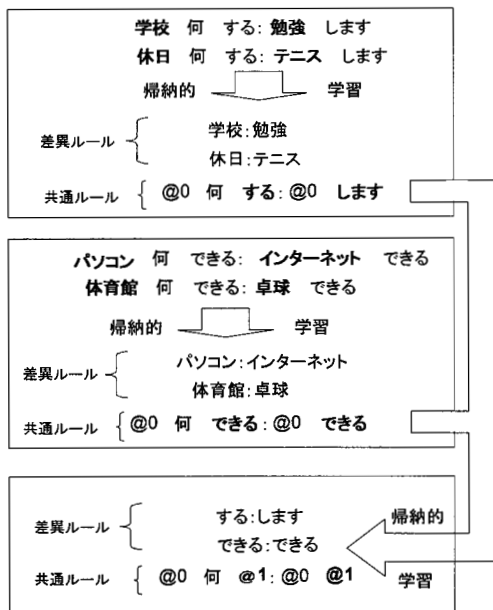 学校 何 する: 勉強 します
休日 何 する: テニス します
帰納的 学習
差異ルール
学校:勉強
休日:テニス
共通ルール @0 何 する: @0 します
パソコン 何 できる: インターネット できる
体育館 何 できる: 卓球 できる
帰納的 学習
差異ルール
パソコン:インターネット
体育館:卓球
共通ルール @0 何 できる: @0 できる
差異ルール
する:します
できる:できる
帰納的
共通ルール @0 何 @1: @0 @1
学習